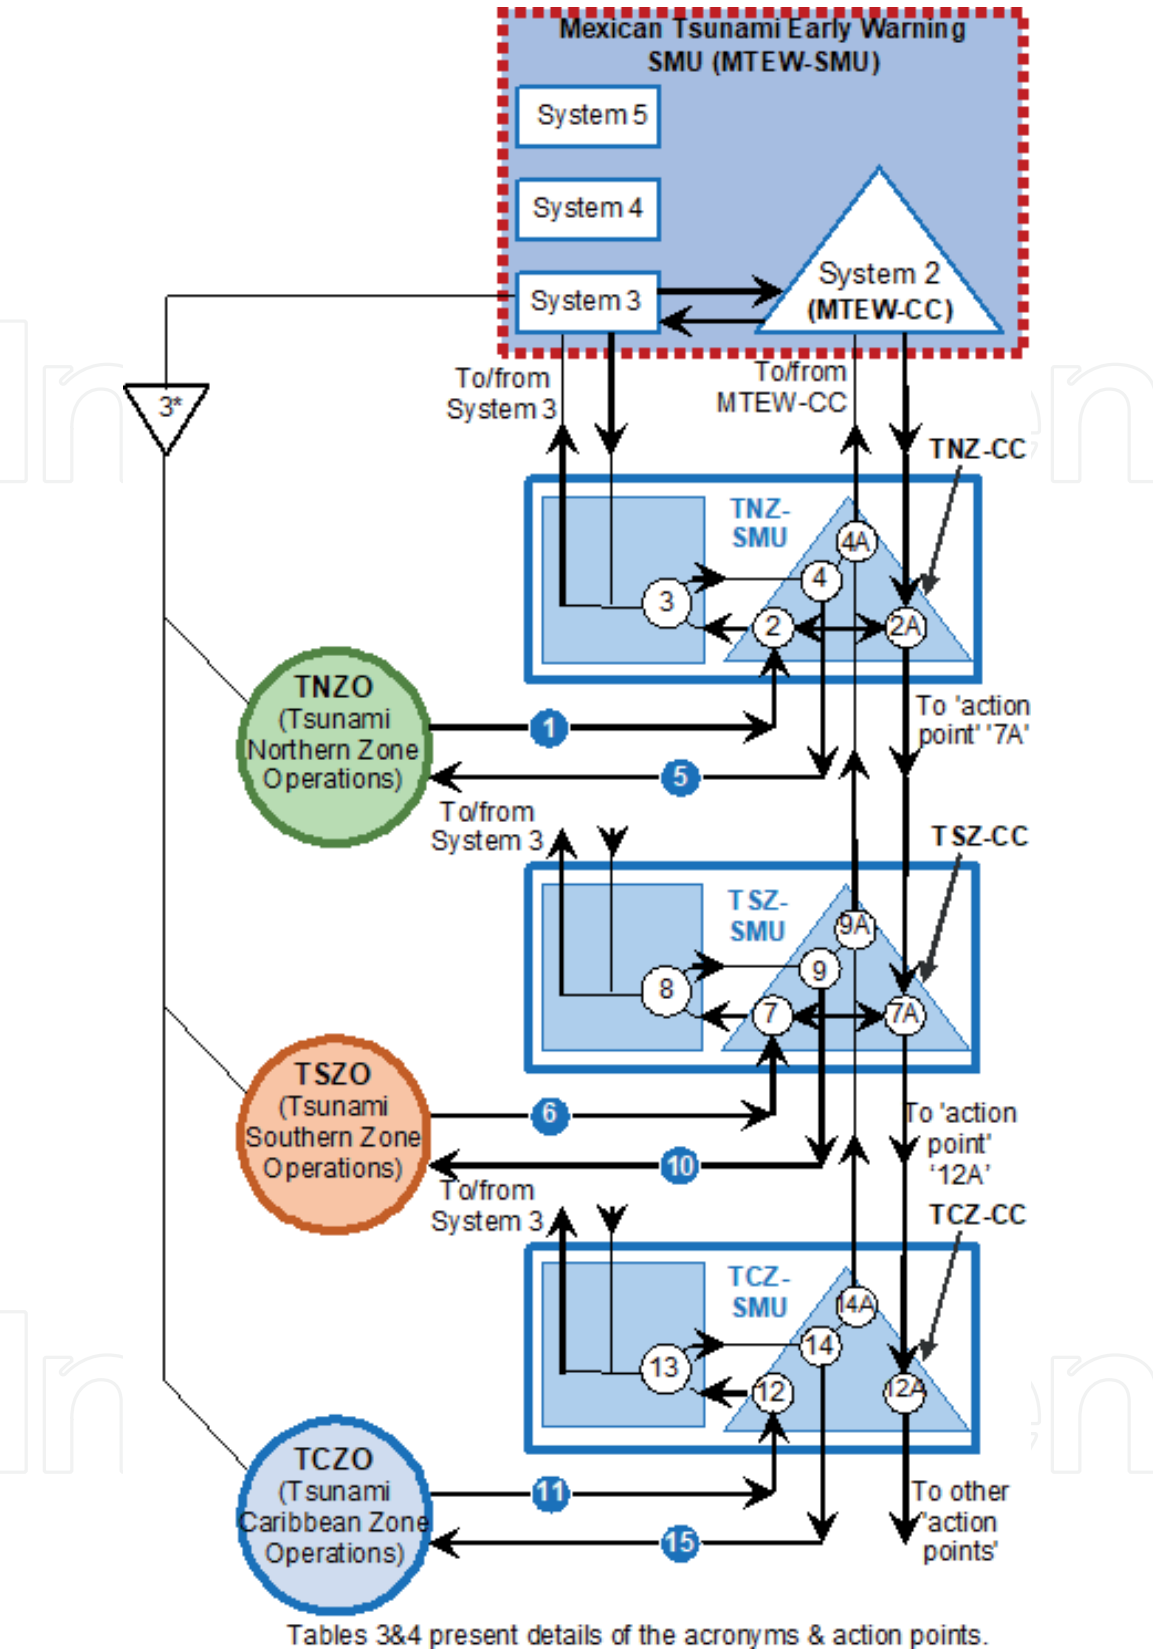 Mexican Tsunami Early Warning
SMU (MTEW-SMU)
System 5
System 4
System 3
System 2
(MTEW-CC)
3*
To/from
System 3
To/from
MTEW-CC
TNZ-CC
TNZ-
SMU
4A
4
3
2
2A
TNZO
(Tsunami
Northern Zone
Operations)
1
5
To 'action
point' '7A'
To/from
System 3
TSZ-CC
TSZ-
SMU
9A
9
8
7
7A
TSZO
(Tsunami
Southern Zone
Operations)
6
10
To 'action
point'
‘12A’
To/from
System 3
TCZ-CC
TCZ-
SMU
14A
14
13
12
12A
TCZO
(Tsunami
Caribbean Zone
Operations)
11
15
To other
'action
points'
Tables 3&4 present details of the acronyms & action points.